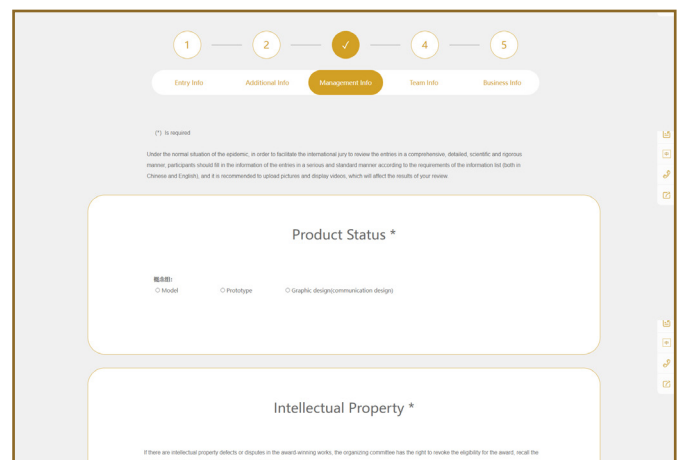 1
2
✓
4
5
Entry Info
Additional Info
Management Info
Team Info
Business Info
(*): Is required
Under the normal situation of the epidemic, in order to facilitate the international jury to review the entries in a comprehensive, detailed, scientific and rigorous
manner, participants should fill in the information of the entries in a serious and standard manner according to the requirements of the information list (both in
Chinese and English), and it is recommended to upload pictures and display videos, which will affect the results of your review.
Product Status *
概念组:
Model
Prototype
Graphic design(communication design)
Intellectual Property *
If there are intellectual property defects or disputes in the award-winning works, the organizing committee has the right to revoke the eligibility for the award, recall the